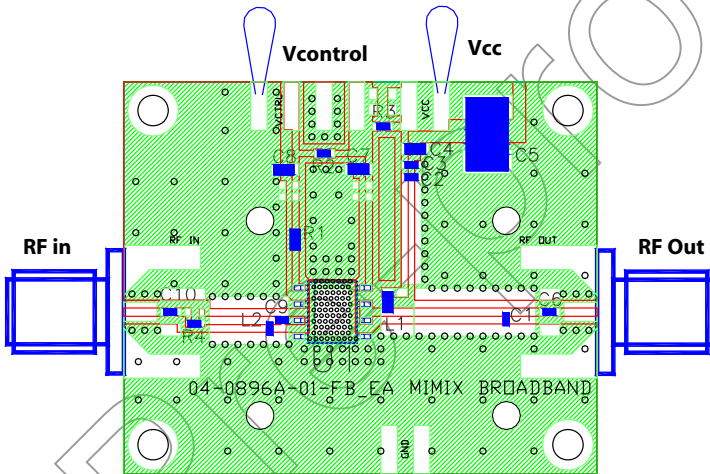 Vcontrol
Vcc
VCTRL
VCC
R3
C8
R2
C7
C4
C3
C2
C5
R1
RF in
RF IN
RF OUT
RF Out
C10
R4
L2
C9
L1
C1
C6
U
04-0896A-01-FB_EA MIMIX BROADBAND
GND